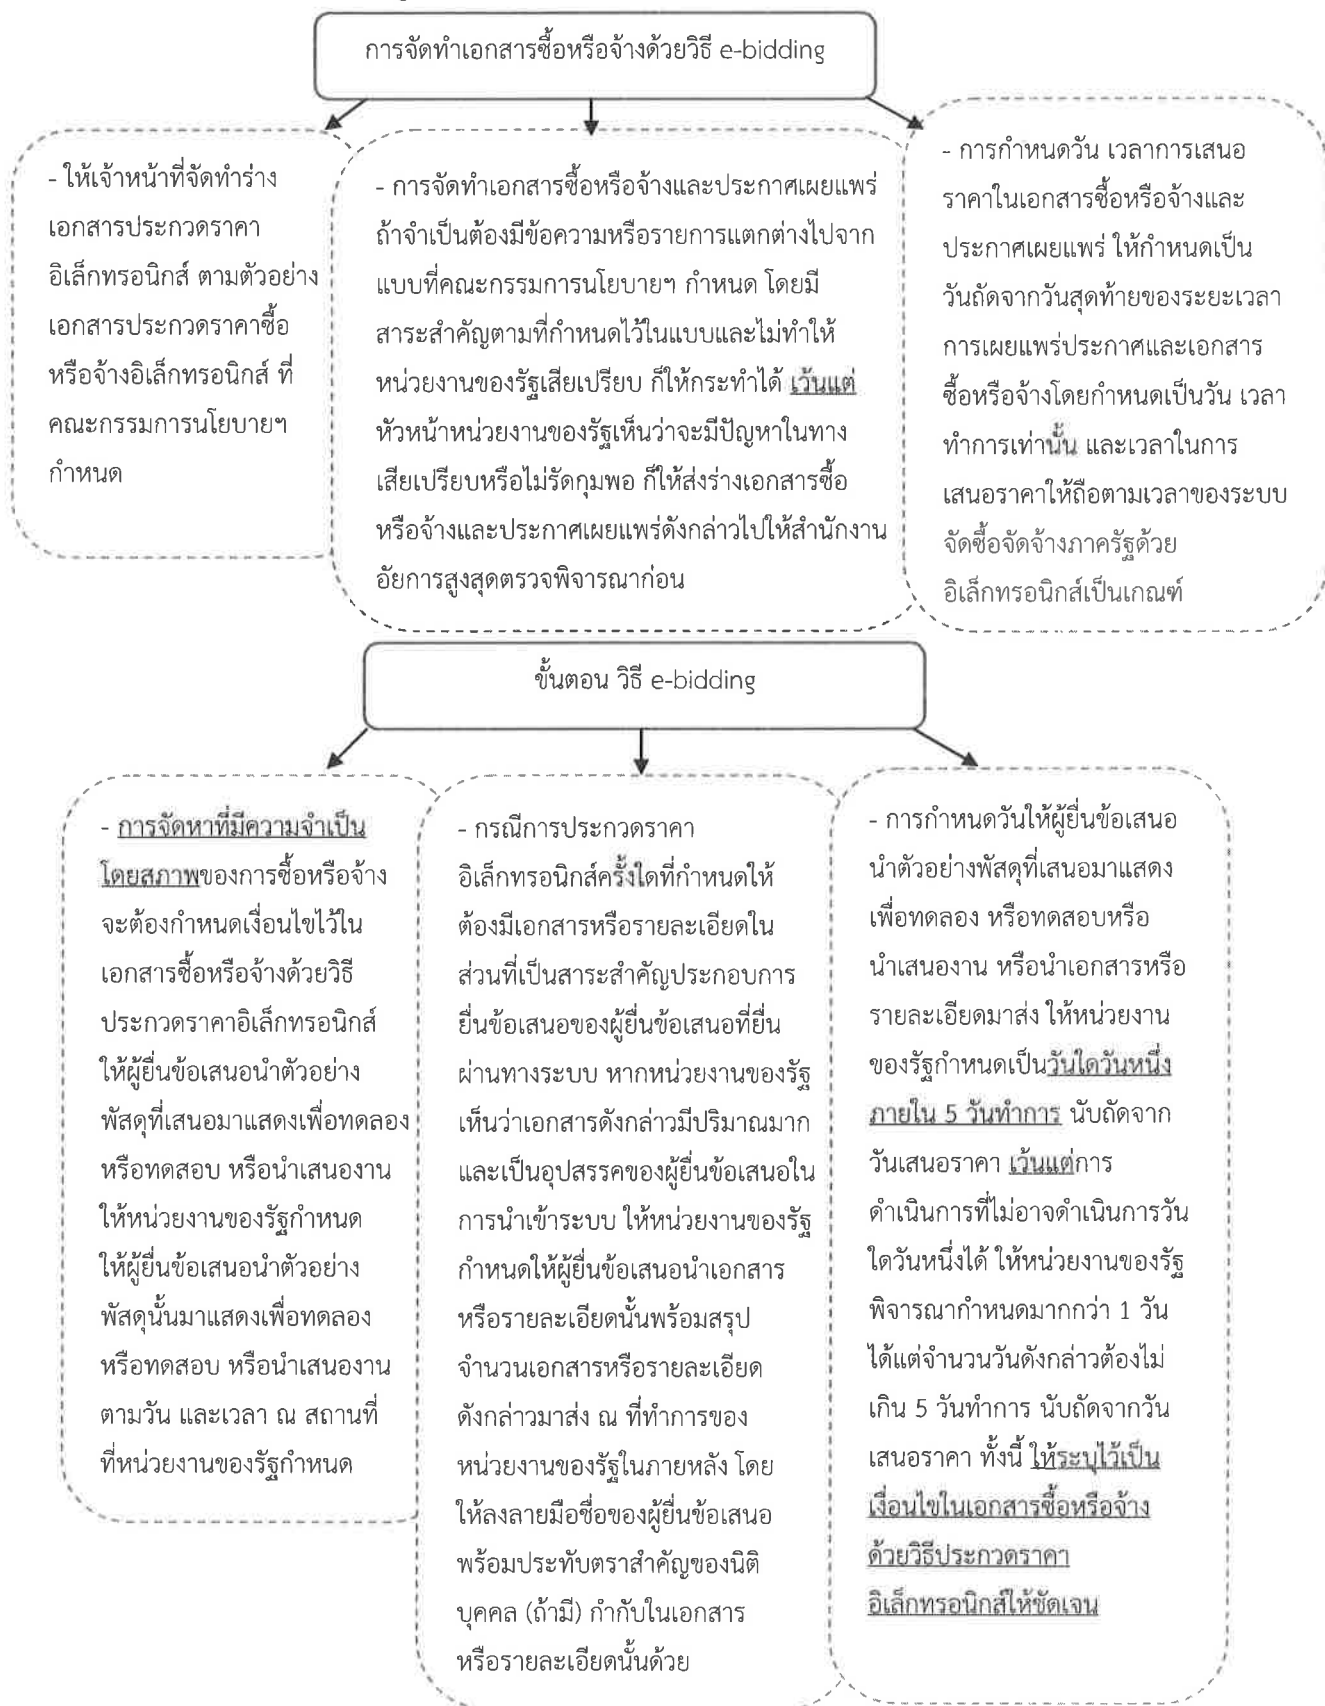 การจัดทำเอกสารซื้อหรือจ้างด้วยวิธี e-bidding
- ให้เจ้าหน้าที่จัดทำร่าง
เอกสารประกวดราคา
อิเล็กทรอนิกส์ ตามตัวอย่าง
เอกสารประกวดราคาซื้อ
หรือจ้างอิเล็กทรอนิกส์ ที่
คณะกรรมการนโยบายฯ
กำหนด
- การจัดทำเอกสารซื้อหรือจ้างและประกาศเผยแพร่
ถ้าจำเป็นต้องมีข้อความหรือรายการแตกต่างไปจาก
แบบที่คณะกรรมการนโยบายฯ กำหนด โดยมี
สาระสำคัญตามที่กำหนดไว้ในแบบและไม่ทำให้
หน่วยงานของรัฐเสียเปรียบ ก็ให้กระทำได้ เว้นแต่
หัวหน้าหน่วยงานของรัฐเห็นว่าจะมีปัญหาในทาง
เสียเปรียบหรือไม่รัดกุมพอ ก็ให้ส่งร่างเอกสารซื้อ
หรือจ้างและประกาศเผยแพร่ดังกล่าวไปให้สำนักงาน
อัยการสูงสุดตรวจพิจารณาก่อน
- การกำหนดวัน เวลาการเสนอ
ราคาในเอกสารซื้อหรือจ้างและ
ประกาศเผยแพร่ ให้กำหนดเป็น
วันถัดจากวันสุดท้ายของระยะเวลา
การเผยแพร่ประกาศและเอกสาร
ซื้อหรือจ้างโดยกำหนดเป็นวัน เวลา
ทำการเท่านั้น และเวลาในการ
เสนอราคาให้ถือตามเวลาของระบบ
จัดซื้อจัดจ้างภาครัฐด้วย
อิเล็กทรอนิกส์เป็นเกณฑ์
ขั้นตอน วิธี e-bidding
- การจัดหาที่มีความจำเป็น
โดยสภาพของการซื้อหรือจ้าง
จะต้องกำหนดเงื่อนไขไว้ใน
เอกสารซื้อหรือจ้างด้วยวิธี
ประกวดราคาอิเล็กทรอนิกส์
ให้ผู้ยื่นข้อเสนอนำตัวอย่าง
พัสดุที่เสนอมาแสดงเพื่อทดลอง
หรือทดสอบ หรือนำเสนองาน
ให้หน่วยงานของรัฐกำหนด
ให้ผู้ยื่นข้อเสนอนำตัวอย่าง
พัสดุนั้นมาแสดงเพื่อทดลอง
หรือทดสอบ หรือนำเสนองาน
ตามวัน และเวลา ณ สถานที่
ที่หน่วยงานของรัฐกำหนด
- กรณีการประกวดราคา
อิเล็กทรอนิกส์ครั้งใดที่กำหนดให้
ต้องมีเอกสารหรือรายละเอียดใน
ส่วนที่เป็นสาระสำคัญประกอบการ
ยื่นข้อเสนอของผู้ยื่นข้อเสนอที่ยื่น
ผ่านทางระบบ หากหน่วยงานของรัฐ
เห็นว่าเอกสารดังกล่าวมีปริมาณมาก
และเป็นอุปสรรคของผู้ยื่นข้อเสนอใน
การนำเข้าระบบ ให้หน่วยงานของรัฐ
กำหนดให้ผู้ยื่นข้อเสนอนำเอกสาร
หรือรายละเอียดนั้นพร้อมสรุป
จำนวนเอกสารหรือรายละเอียด
ดังกล่าวมาส่ง ณ ที่ทำการของ
หน่วยงานของรัฐในภายหลัง โดย
ให้ลงลายมือชื่อของผู้ยื่นข้อเสนอ
พร้อมประทับตราสำคัญของนิติ
บุคคล (ถ้ามี) กำกับในเอกสาร
หรือรายละเอียดนั้นด้วย
- การกำหนดวันให้ผู้ยื่นข้อเสนอ
นำตัวอย่างพัสดุที่เสนอมาแสดง
เพื่อทดลอง หรือทดสอบหรือ
นำเสนองาน หรือนำเอกสารหรือ
รายละเอียดมาส่ง ให้หน่วยงาน
ของรัฐกำหนดเป็นวันใดวันหนึ่ง
ภายใน 5 วันทำการ นับถัดจาก
วันเสนอราคา เว้นแต่การ
ดำเนินการที่ไม่อาจดำเนินการวัน
ใดวันหนึ่งได้ ให้หน่วยงานของรัฐ
พิจารณากำหนดมากกว่า 1 วัน
ได้แต่จำนวนวันดังกล่าวต้องไม่
เกิน 5 วันทำการ นับถัดจากวัน
เสนอราคา ทั้งนี้ ให้ระบุไว้เป็น
เงื่อนไขในเอกสารซื้อหรือจ้าง
ด้วยวิธีประกวดราคา
อิเล็กทรอนิกส์ให้ชัดเจน